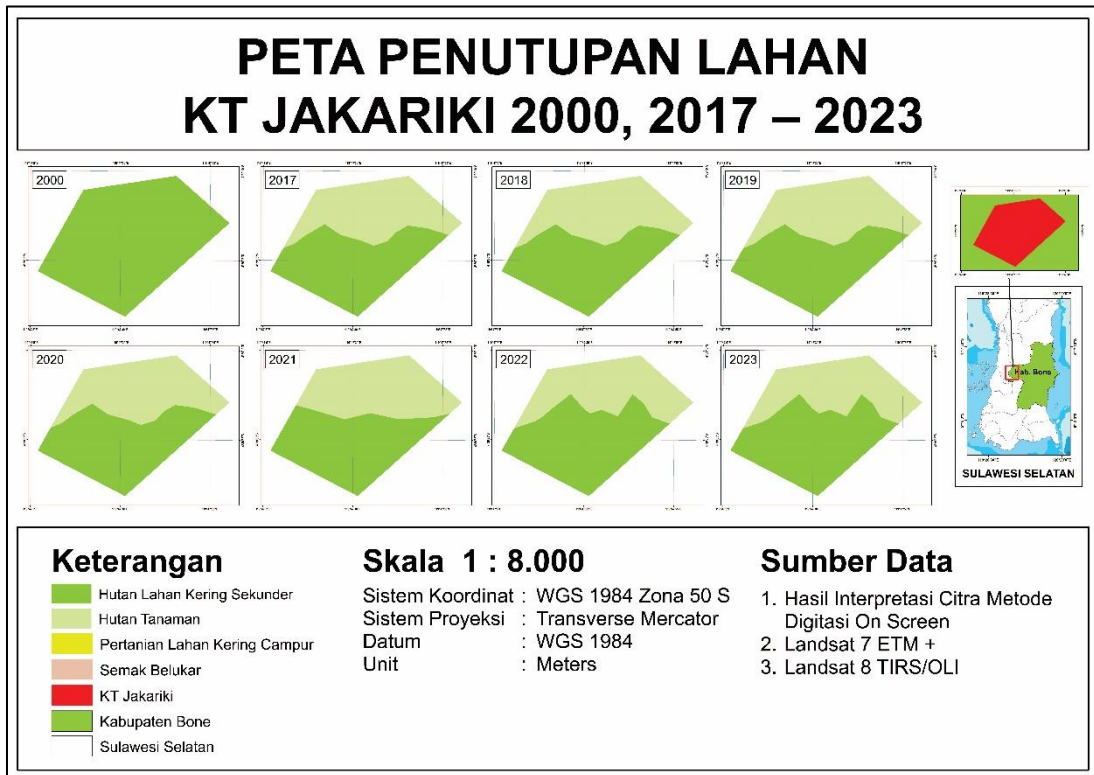 PETA PENUTUPAN LAHAN
KT JAKARIKI 2000, 2017 – 2023
2000
2017
2018
2019
2020
2021
2022
2023
Kab. Bone
SULAWESI SELATAN
Keterangan
Hutan Lahan Kering Sekunder
Hutan Tanaman
Pertanian Lahan Kering Campur
Semak Belukar
KT Jakariki
Kabupaten Bone
Sulawesi Selatan
Skala 1 : 8.000
Sistem Koordinat : WGS 1984 Zona 50 S
Sistem Proyeksi : Transverse Mercator
Datum : WGS 1984
Unit : Meters
Sumber Data
1. Hasil Interpretasi Citra Metode
Digitasi On Screen
2. Landsat 7 ETM +
3. Landsat 8 TIRS/OLI